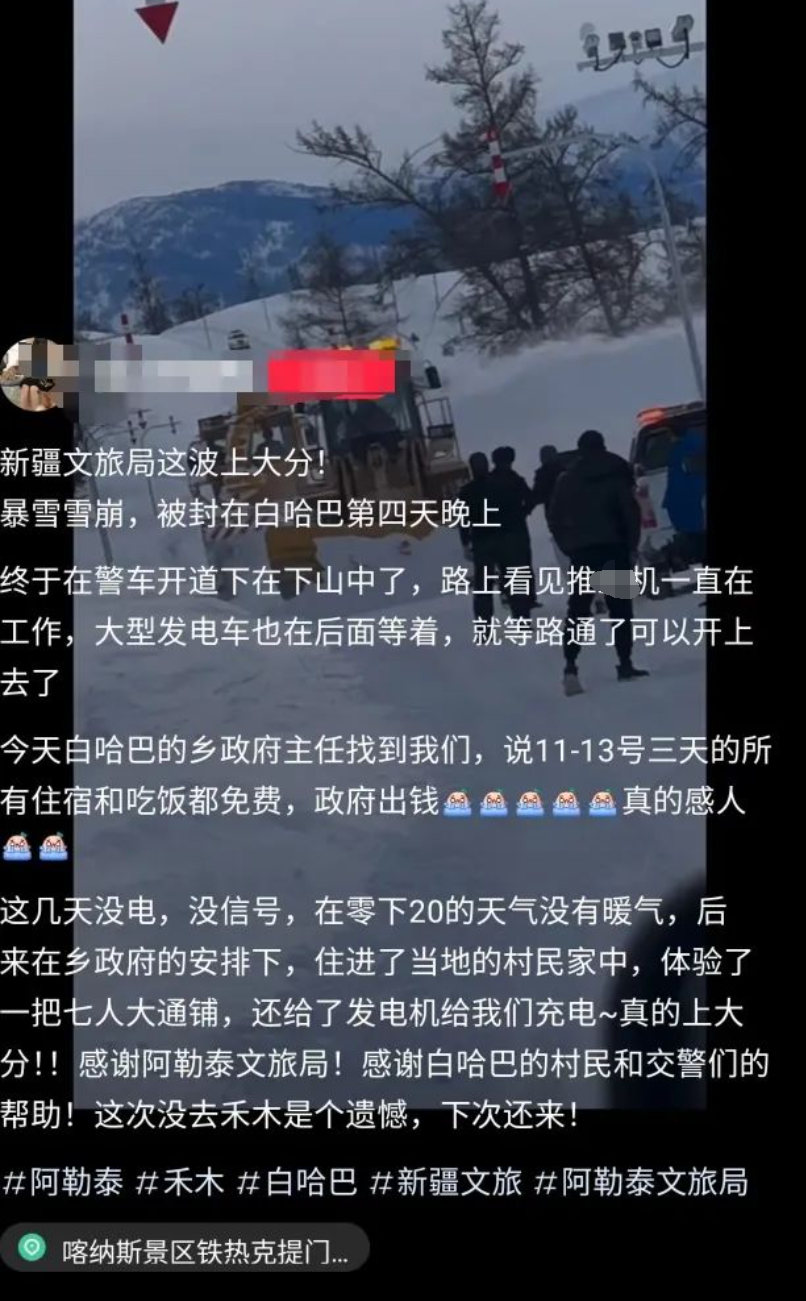 新疆文旅局这波上大分！
暴雪雪崩，被封在白哈巴第四天晚上
终于在警车开道下在下山中了，路上看见推机一直在
工作，大型发电车也在后面等着，就等路通了可以开上
去了
今天白哈巴的乡政府主任找到我们，说11-13号三天的所
有住宿和吃饭都免费，政府出钱😭😭😭😭😭真的感人
😭😭
这几天没电，没信号，在零下20的天气没有暖气，后
来在乡政府的安排下，住进了当地的村民家中，体验了
一把七人大通铺，还给了发电机给我们充电~真的上大
分!！感谢阿勒泰文旅局！感谢白哈巴的村民和交警们的
帮助！这次没去禾木是个遗憾，下次还来！
#阿勒泰 #禾木 #白哈巴 #新疆文旅 #阿勒泰文旅局
喀纳斯景区铁热克提门...